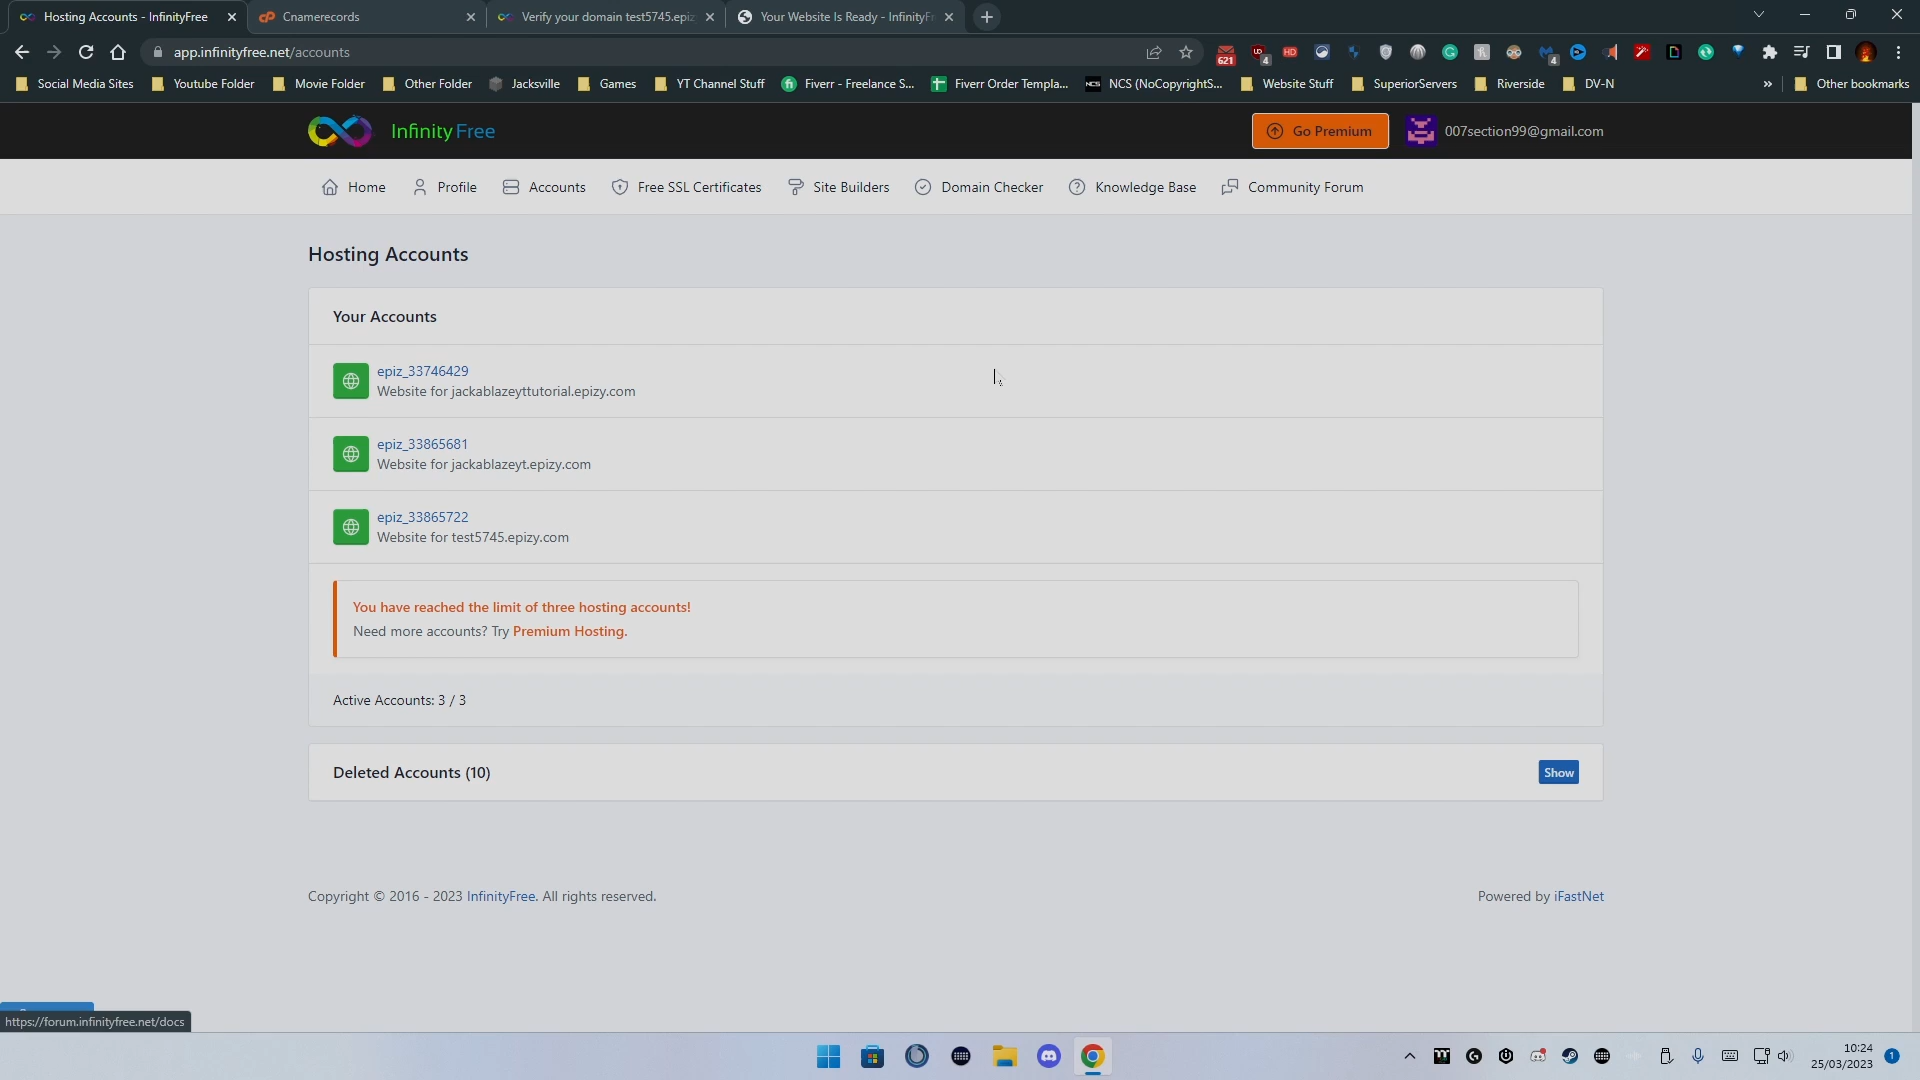 Hosting Accounts - InfinityFree
Cnamerecords
Verify your domain test5745.epiz
Your Website Is Ready - InfinityFr
app.infinityfree.net/accounts
621
4
HD
4
Social Media Sites
Youtube Folder
Movie Folder
Other Folder
Jacksville
Games
YT Channel Stuff
Fiverr - Freelance S...
Fiverr Order Templa...
NCS (NoCopyrightS...
Website Stuff
SuperiorServers
Riverside
DV-N
»
Other bookmarks
InfinityFree
Go Premium
007section99@gmail.com
Home
Profile
Accounts
Free SSL Certificates
Site Builders
Domain Checker
Knowledge Base
Community Forum
Hosting Accounts
Your Accounts
epiz_33746429
Website for jackablazeyttutorial.epizy.com
epiz_33865681
Website for jackablazeyt.epizy.com
epiz_33865722
Website for test5745.epizy.com
You have reached the limit of three hosting accounts!
Need more accounts? Try Premium Hosting.
Active Accounts: 3 / 3
Deleted Accounts (10)
Show
Copyright © 2016 - 2023 InfinityFree. All rights reserved.
Powered by iFastNet
https://forum.infinityfree.net/docs
10:24
25/03/2023
1